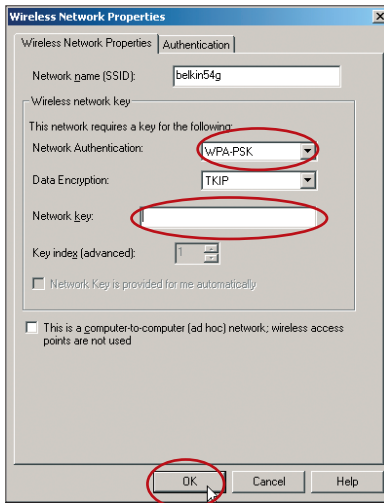 Wireless Network Properties
Wireless Network Properties Authentication
Network name (SSID): belkin54g
Wireless network key
This network requires a key for the following:
Network Authentication: WPA-PSK
Data Encryption: TKIP
Network key:
Key index (advanced): 1
Network Key is provided for me automatically
This is a computer-to-computer (ad hoc) network; wireless access
points are not used
OK Cancel Help